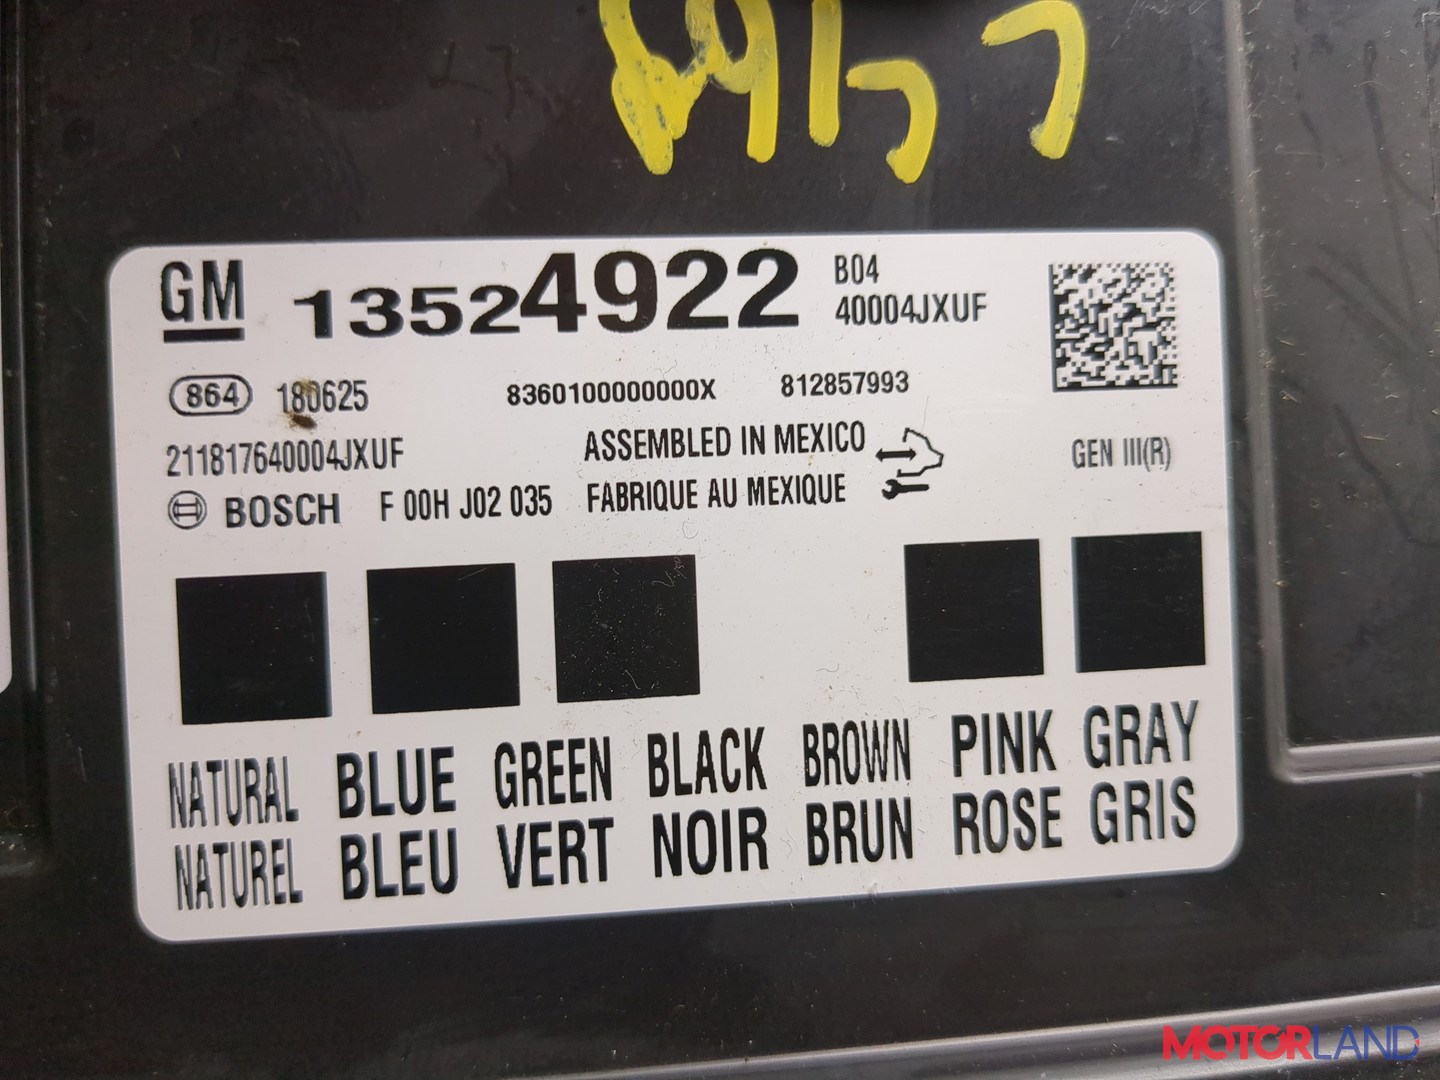 GM 13524922 B04
40004JXUF
864 180625 8360100000000X 812857993
211817640004JXUF ASSEMBLED IN MEXICO GEN III(R)
BOSCH F 00H J02 035 FABRIQUE AU MEXIQUE
NATURAL BLUE GREEN BLACK BROWN PINK GRAY
NATUREL BLEU VERT NOIR BRUN ROSE GRIS
MOTORLAND